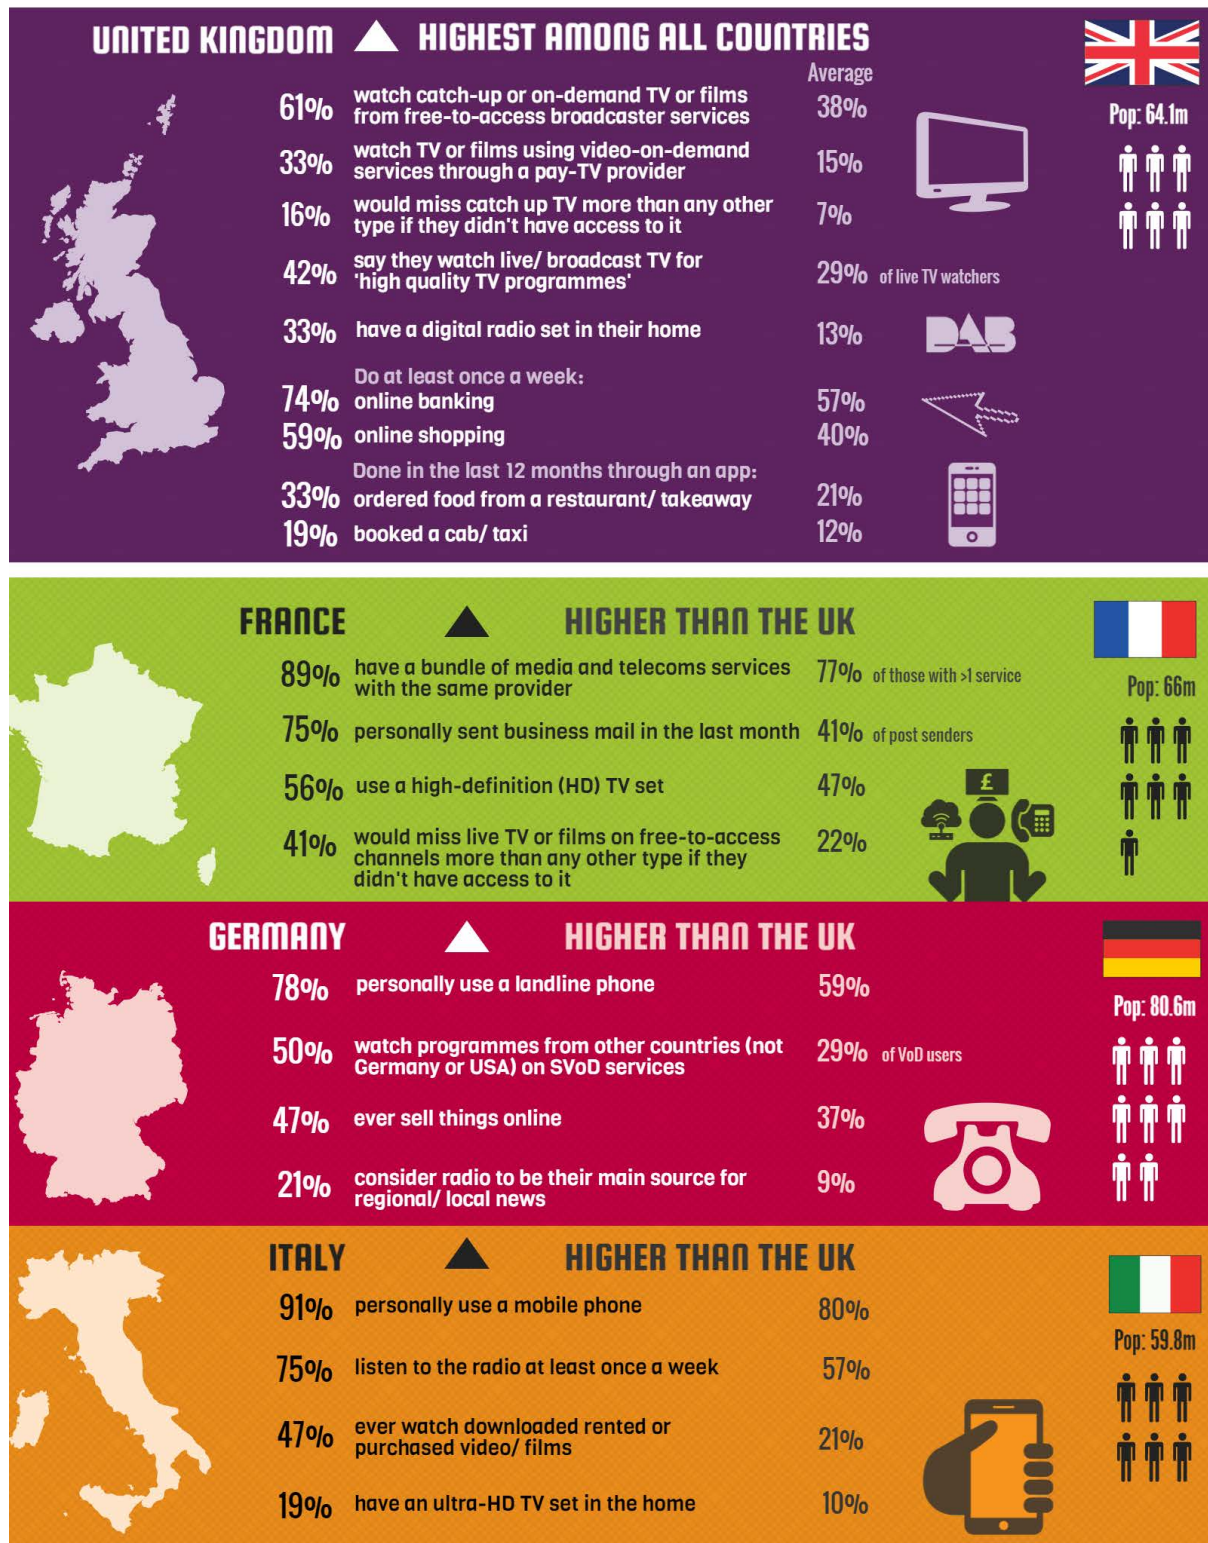 UNITED KINGDOM HIGHEST AMONG ALL COUNTRIES
Average
61% watch catch-up or on-demand TV or films from free-to-access broadcaster services 38%
Pop: 64.1m
33% watch TV or films using video-on-demand services through a pay-TV provider 15%
16% would miss catch up TV more than any other type if they didn't have access to it 7%
42% say they watch live/ broadcast TV for 'high quality TV programmes' 29% of live TV watchers
33% have a digital radio set in their home 13%
DAB
Do at least once a week:
74% online banking 57%
59% online shopping 40%
Done in the last 12 months through an app:
33% ordered food from a restaurant/ takeaway 21%
19% booked a cab/ taxi 12%
FRANCE HIGHER THAN THE UK
89% have a bundle of media and telecoms services with the same provider 77% of those with >1 service
Pop: 66m
75% personally sent business mail in the last month 41% of post senders
56% use a high-definition (HD) TV set 47%
£
41% would miss live TV or films on free-to-access channels more than any other type if they didn't have access to it 22%
GERMANY HIGHER THAN THE UK
78% personally use a landline phone 59%
Pop: 80.6m
50% watch programmes from other countries (not Germany or USA) on SVoD services 29% of VoD users
47% ever sell things online 37%
21% consider radio to be their main source for regional/ local news 9%
ITALY HIGHER THAN THE UK
91% personally use a mobile phone 80%
Pop: 59.8m
75% listen to the radio at least once a week 57%
47% ever watch downloaded rented or purchased video/ films 21%
19% have an ultra-HD TV set in the home 10%